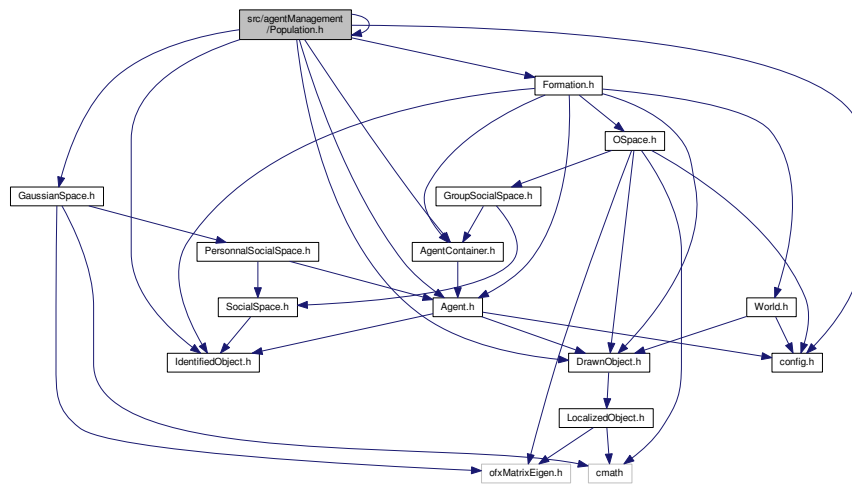 src/agentManagement
/Population.h
Formation.h
OSpace.h
GaussianSpace.h
GroupSocialSpace.h
PersonnalSocialSpace.h
AgentContainer.h
SocialSpace.h
Agent.h
World.h
IdentifiedObject.h
DrawnObject.h
config.h
LocalizedObject.h
ofxMatrixEigen.h
cmath